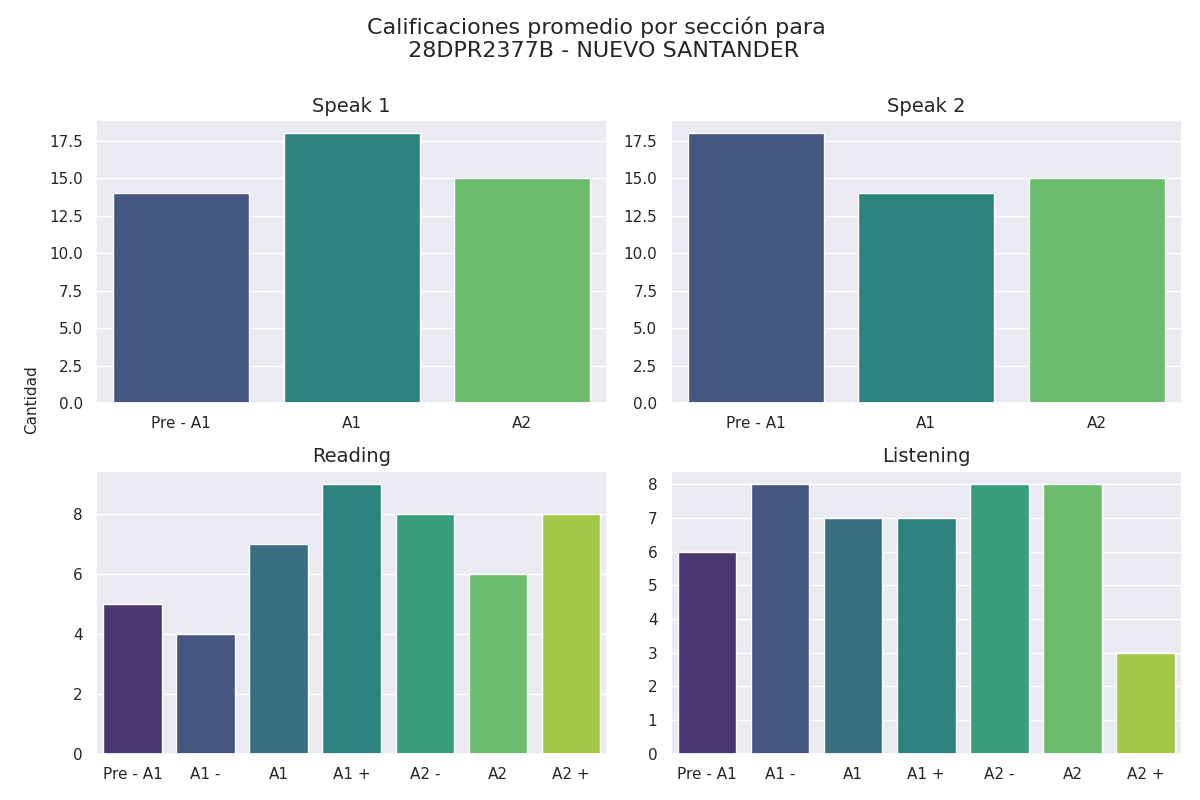 Calificaciones promedio por sección para
28DPR2377B - NUEVO SANTANDER
Speak 1
17.5
15.0
12.5
10.0
7.5
5.0
2.5
0.0
Pre - A1 A1 A2
Speak 2
17.5
15.0
12.5
10.0
7.5
5.0
2.5
0.0
Pre - A1 A1 A2
Cantidad
Reading
8
6
4
2
0
Pre - A1 A1 - A1 A1 + A2 - A2 A2 +
Listening
8
7
6
5
4
3
2
1
0
Pre - A1 A1 - A1 A1 + A2 - A2 A2 +